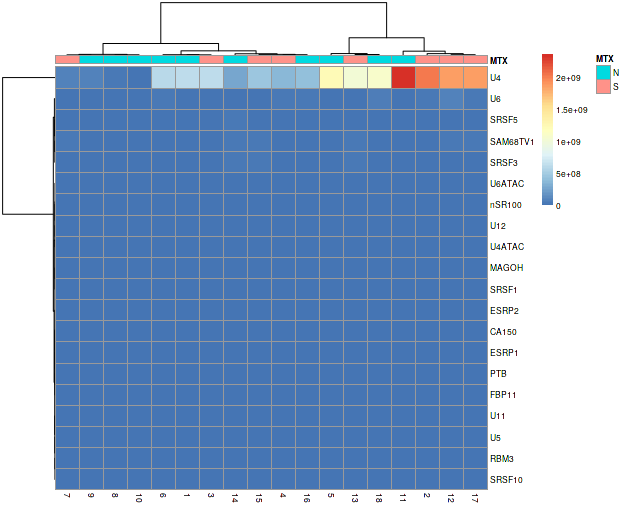 MTX
U4
U6
SRSF5
SAM68TV1
SRSF3
U6ATAC
nSR100
U12
U4ATAC
MAGOH
SRSF1
ESRP2
CA150
ESRP1
PTB
FBP11
U11
U5
RBM3
SRSF10
7 9 8 10 6 1 3 14 15 4 16 5 13 18 11 2 12 17
2e+09
1.5e+09
1e+09
5e+08
0
MTX
N
S